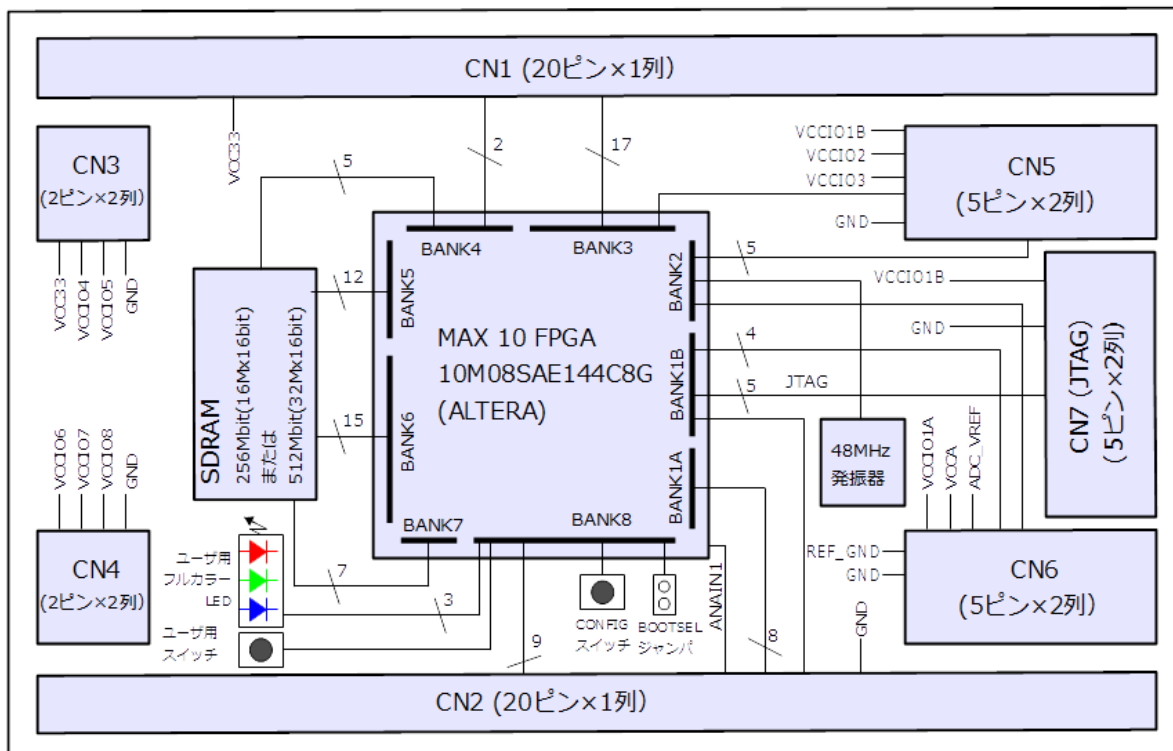 CN1 (20ピン×1列)
VCC33
2
17
5
CN3
(2ピン×2列)
VCC33
VCCIO4
VCCIO5
GND
VCCIO1B
VCCIO2
VCCIO3
GND
CN5
(5ピン×2列)
BANK4
BANK3
BANK5
BANK2
12
5
VCCIO1B
GND
MAX 10 FPGA
10M08SAE144C8G
(ALTERA)
SDRAM
256Mbit(16Mx16bit)
または
512Mbit(32Mx16bit)
BANK1B
4
5
JTAG
CN7 (JTAG)
(5ピン×2列)
BANK6
15
48MHz
発振器
VCCIO6
VCCIO7
VCCIO8
GND
VCCIO1A
VCCA
ADC_VREF
BANK1A
BANK7
BANK8
CN4
(2ピン×2列)
ユーザ用
フルカラー
LED
7
3
REF_GND
GND
CN6
(5ピン×2列)
ユーザ用
スイッチ
9
CONFIG
スイッチ
BOOTSEL
ジャンパ
ANAIN1
8
GND
CN2 (20ピン×1列)